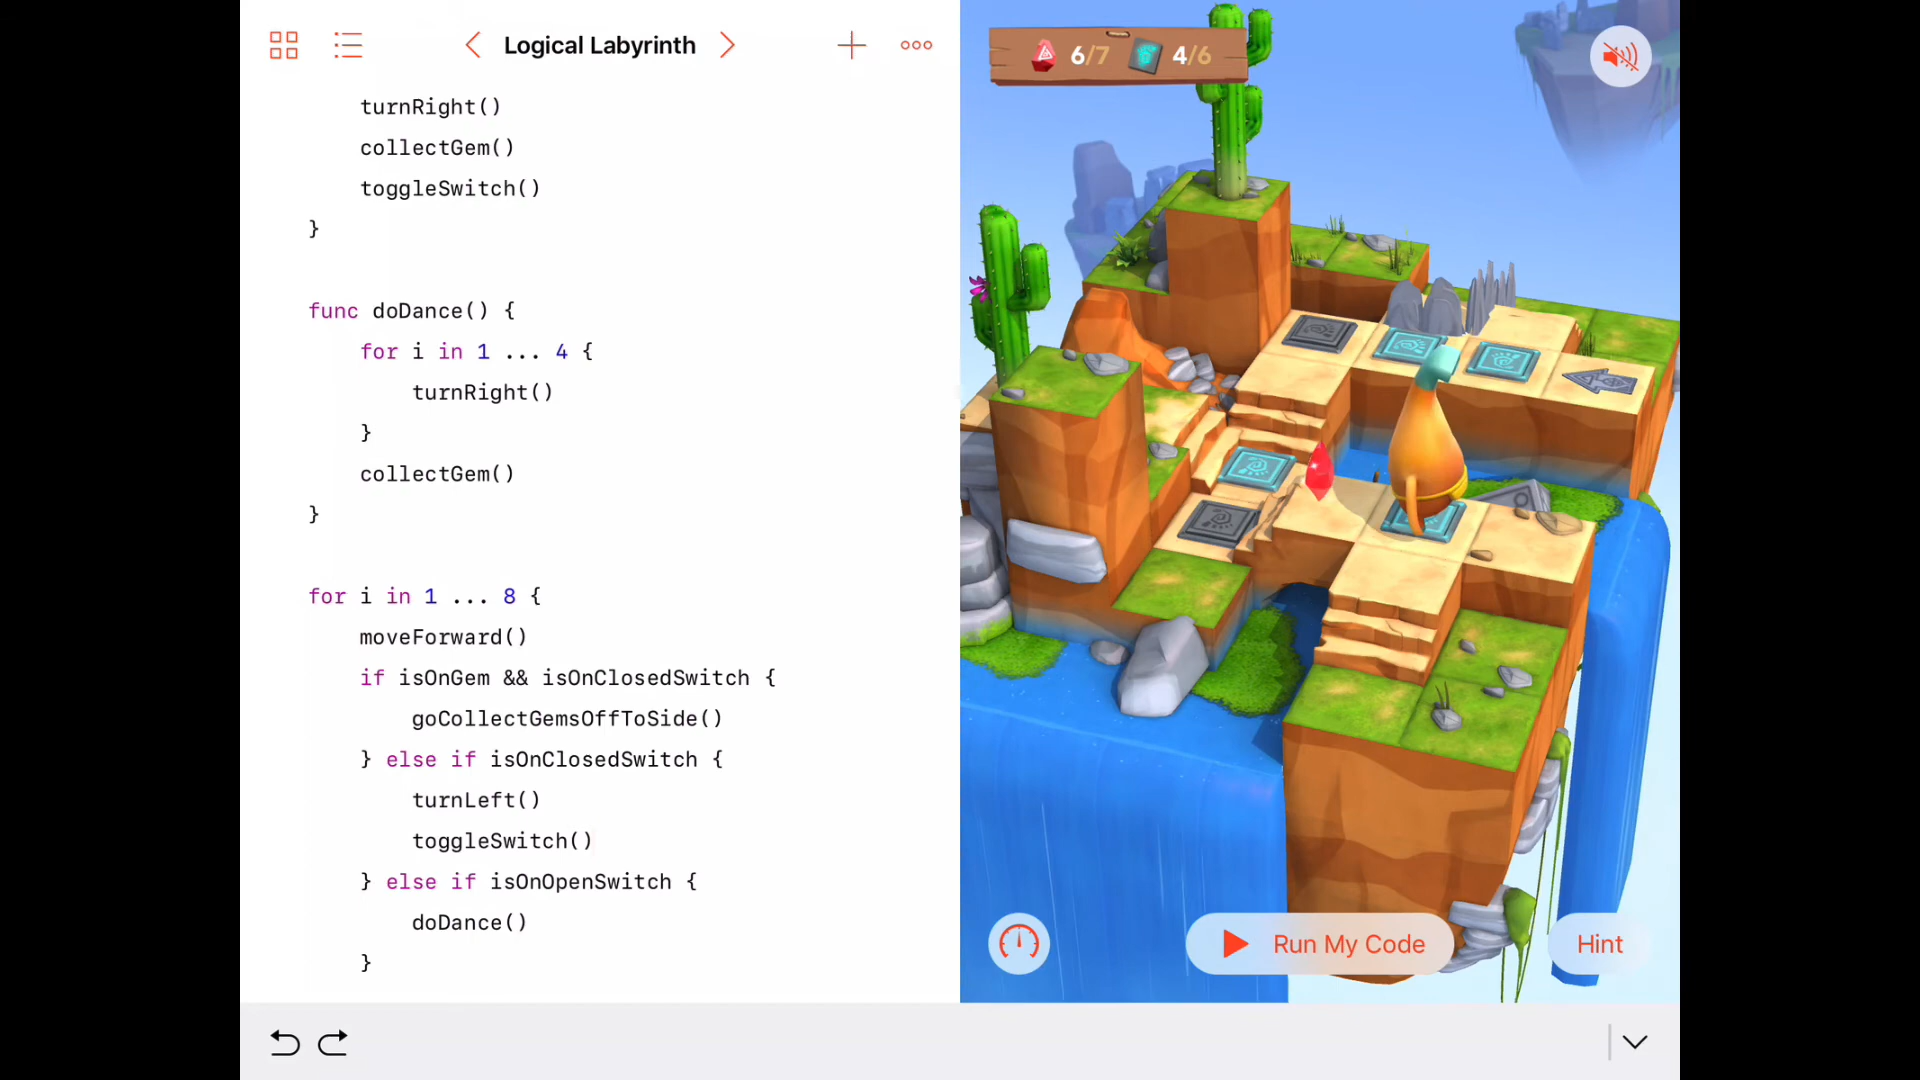 Logical Labyrinth
turnRight()
collectGem()
toggleSwitch()
}
func doDance() {
for i in 1 ... 4 {
turnRight()
}
collectGem()
}
for i in 1 ... 8 {
moveForward()
if isOnGem && isOnClosedSwitch {
goCollectGemsOffToSide()
} else if isOnClosedSwitch {
turnLeft()
toggleSwitch()
} else if isOnOpenSwitch {
doDance()
}
6/7 4/6
Run My Code
Hint